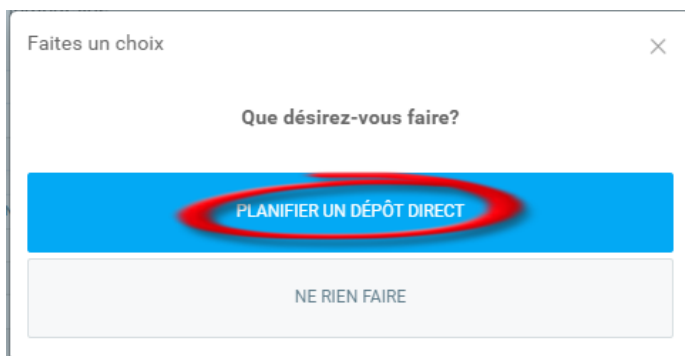 Faites un choix
Que désirez-vous faire?
PLANIFIER UN DÉPÔT DIRECT
NE RIEN FAIRE